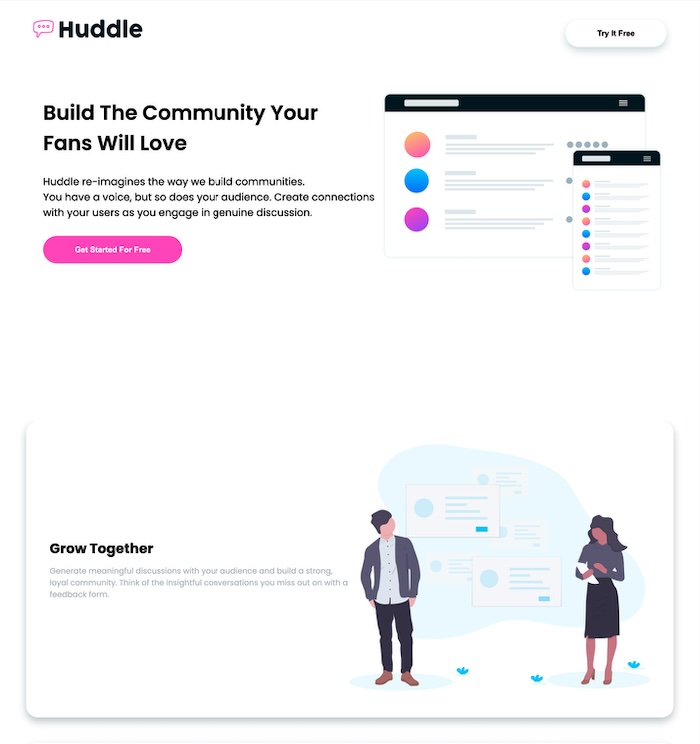 Huddle
Try It Free
Build The Community Your
Fans Will Love
Huddle re-imagines the way we build communities.
You have a voice, but so does your audience. Create connections
with your users as you engage in genuine discussion.
Get Started For Free
Grow Together
Generate meaningful discussions with your audience and build a strong,
loyal community. Think of the insightful conversations you miss out on with a
feedback form.